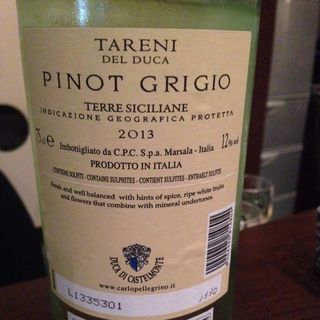 TARENI
DEL DUCA
PINOT GRIGIO
TERRE SICILIANE
INDICAZIONE GEOGRAFICA PROTETTA
2013
75cl e Imbottigliato da C.P.C. S.p.a. Marsala - Italia 12%vol
PRODOTTO IN ITALIA
CONTIENE SOLFITI - CONTAINS SULPHITES - CONTIENT SULFITES - ENTHAELT SULFITE
Fresh and well balanced with hints of spice, ripe white fruits
and flowers that combine with mineral undertones.
DUCA DI CASTELMONTE
L1335301
www.carlopellegrino.it